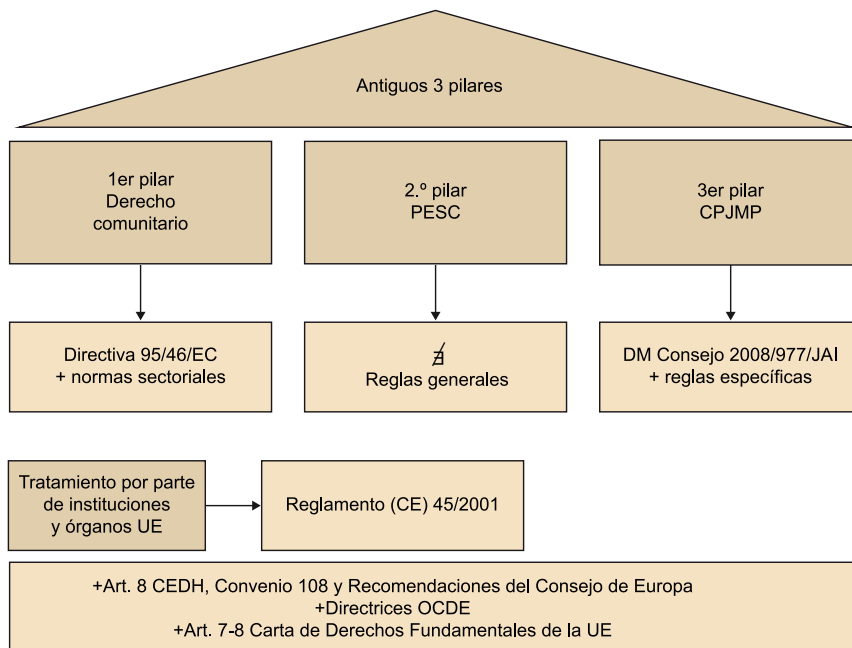 Antiguos 3 pilares
1er pilar
Derecho
comunitario
2.º pilar
PESC
3er pilar
CPJMP
Directiva 95/46/EC
+ normas sectoriales
∄
Reglas generales
DM Consejo 2008/977/JAI
+ reglas específicas
Tratamiento por parte
de instituciones
y órganos UE
Reglamento (CE) 45/2001
+Art. 8 CEDH, Convenio 108 y Recomendaciones del Consejo de Europa
+Directrices OCDE
+Art. 7-8 Carta de Derechos Fundamentales de la UE